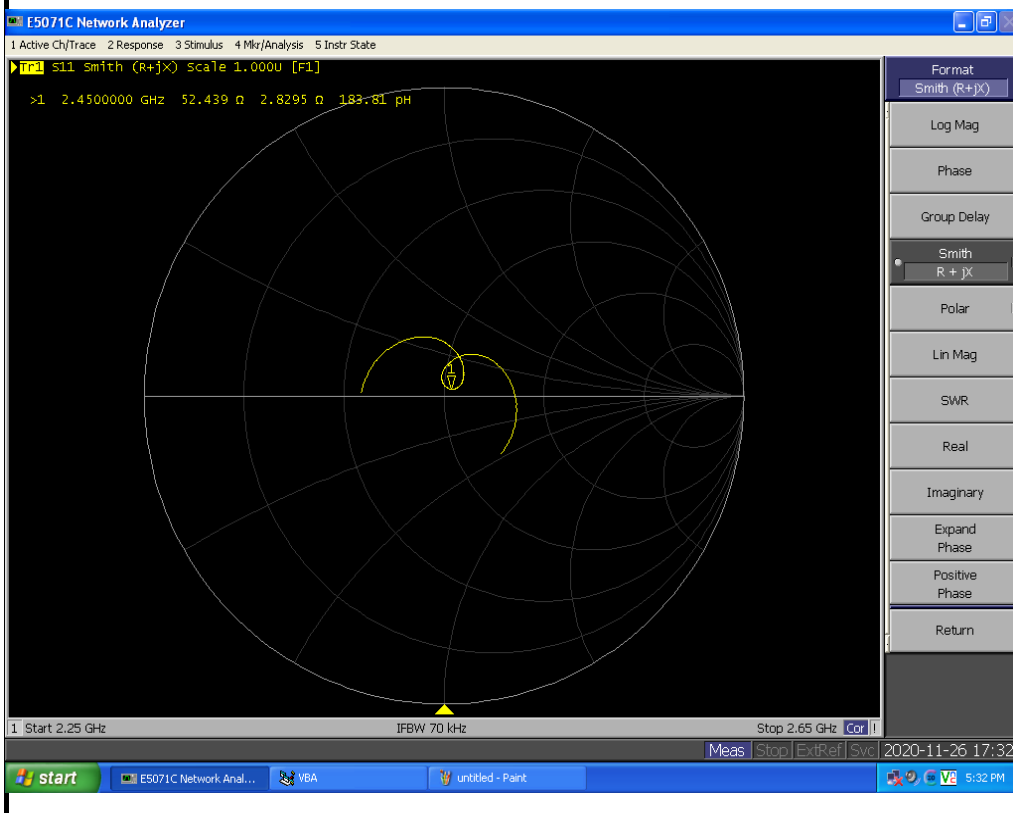 E5071C Network Analyzer
1 Active Ch/Trace 2 Response 3 Stimulus 4 Mkr/Analysis 5 Instr State
Tr1 S11 Smith (R+jX) Scale 1.000U [F1]
>1 2.4500000 GHz 52.439 Ω 2.8295 Ω 183.81 pH
1
Format
Smith (R+jX)
Log Mag
Phase
Group Delay
Smith
R + jX
Polar
Lin Mag
SWR
Real
Imaginary
Expand
Phase
Positive
Phase
Return
1 Start 2.25 GHz IFBW 70 kHz Stop 2.65 GHz Cor !
Meas Stop ExtRef Svc 2020-11-26 17:32
start E5071C Network Anal... VBA untitled - Paint 5:32 PM